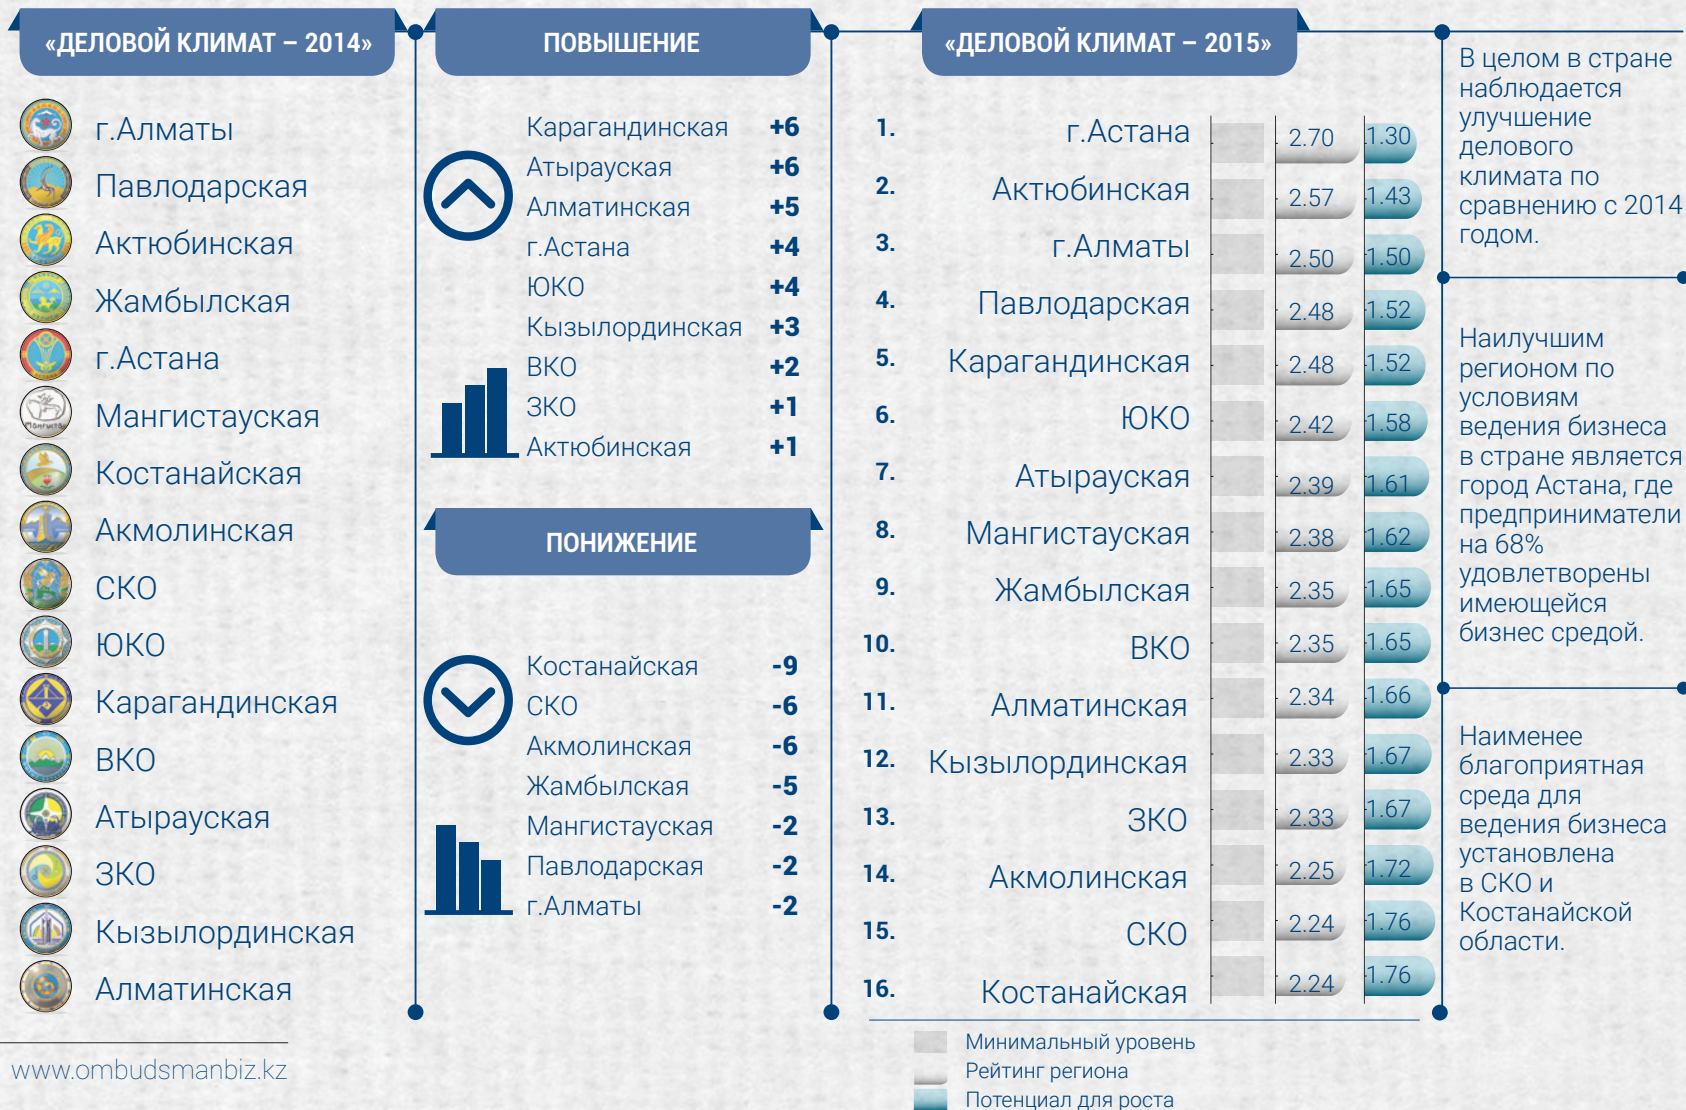 «ДЕЛОВОЙ КЛИМАТ – 2014»
г.Алматы
Павлодарская
Актюбинская
Жамбылская
г.Астана
Мангистауская
Костанайская
Акмолинская
СКО
ЮКО
Карагандинская
ВКО
Атырауская
ЗКО
Кызылординская
Алматинская
www.ombudsmanbiz.kz
ПОВЫШЕНИЕ
Карагандинская +6
Атырауская +6
Алматинская +5
г.Астана +4
ЮКО +4
Кызылординская +3
ВКО +2
ЗКО +1
Актюбинская +1
ПОНИЖЕНИЕ
Костанайская -9
СКО -6
Акмолинская -6
Жамбылская -5
Мангистауская -2
Павлодарская -2
г.Алматы -2
«ДЕЛОВОЙ КЛИМАТ – 2015»
1. г.Астана 2.70 1.30
2. Актюбинская 2.57 1.43
3. г.Алматы 2.50 1.50
4. Павлодарская 2.48 1.52
5. Карагандинская 2.48 1.52
6. ЮКО 2.42 1.58
7. Атырауская 2.39 1.61
8. Мангистауская 2.38 1.62
9. Жамбылская 2.35 1.65
10. ВКО 2.35 1.65
11. Алматинская 2.34 1.66
12. Кызылординская 2.33 1.67
13. ЗКО 2.33 1.67
14. Акмолинская 2.25 1.72
15. СКО 2.24 1.76
16. Костанайская 2.24 1.76
Минимальный уровень
Рейтинг региона
Потенциал для роста
В целом в стране
наблюдается
улучшение
делового
климата по
сравнению с 2014
годом.
Наилучшим
регионом по
условиям
ведения бизнеса
в стране является
город Астана, где
предприниматели
на 68%
удовлетворены
имеющейся
бизнес средой.
Наименее
благоприятная
среда для
ведения бизнеса
установлена
в СКО и
Костанайской
области.